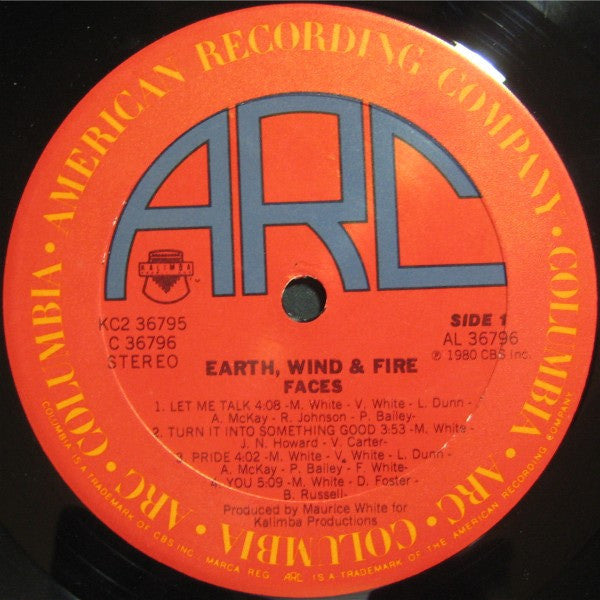 AMERICAN RECORDING COMPANY • COLUMBIA • ARC • COLUMBIA • ARC • COLUMBIA •
ARC
KALIMBA
TM
KC2 36795
C 36796
STEREO
SIDE 1
AL 36796
℗ 1980 CBS Inc.
EARTH, WIND & FIRE
FACES
1. LET ME TALK 4:08 -M. White - V. White - L. Dunn -
A. McKay - R. Johnson - P. Bailey-
2. TURN IT INTO SOMETHING GOOD 3:53 -M. White -
J. N. Howard - V. Carter-
3. PRIDE 4:02 -M. White - V. White - L. Dunn -
A. McKay - P. Bailey - F. White-
4. YOU 5:09 -M. White - D. Foster -
B. Russell-
Produced by Maurice White for
Kalimba Productions
COLUMBIA IS A TRADEMARK OF CBS INC. MARCA REG. ARC IS A TRADEMARK OF THE AMERICAN RECORDING COMPANY